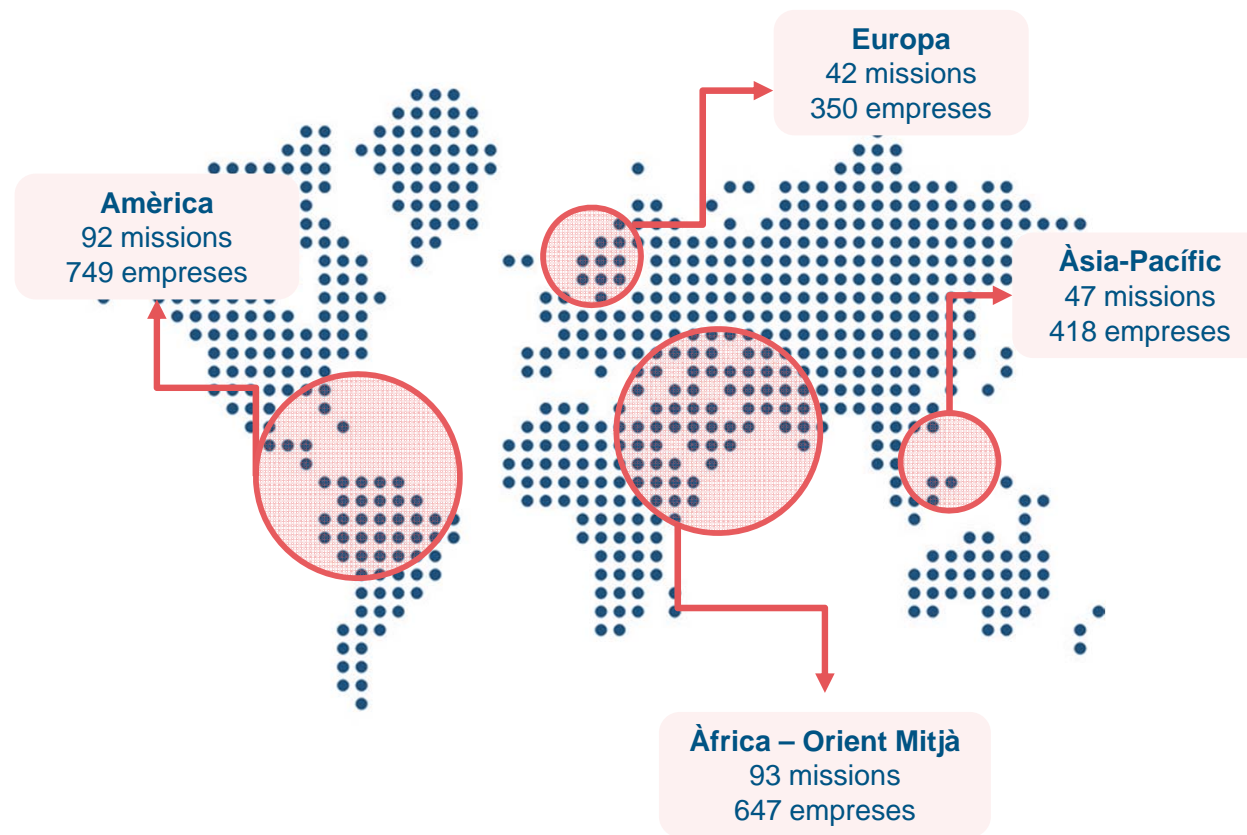 Europa
42 missions
350 empreses
Amèrica
92 missions
749 empreses
Àsia-Pacífic
47 missions
418 empreses
Àfrica – Orient Mitjà
93 missions
647 empreses